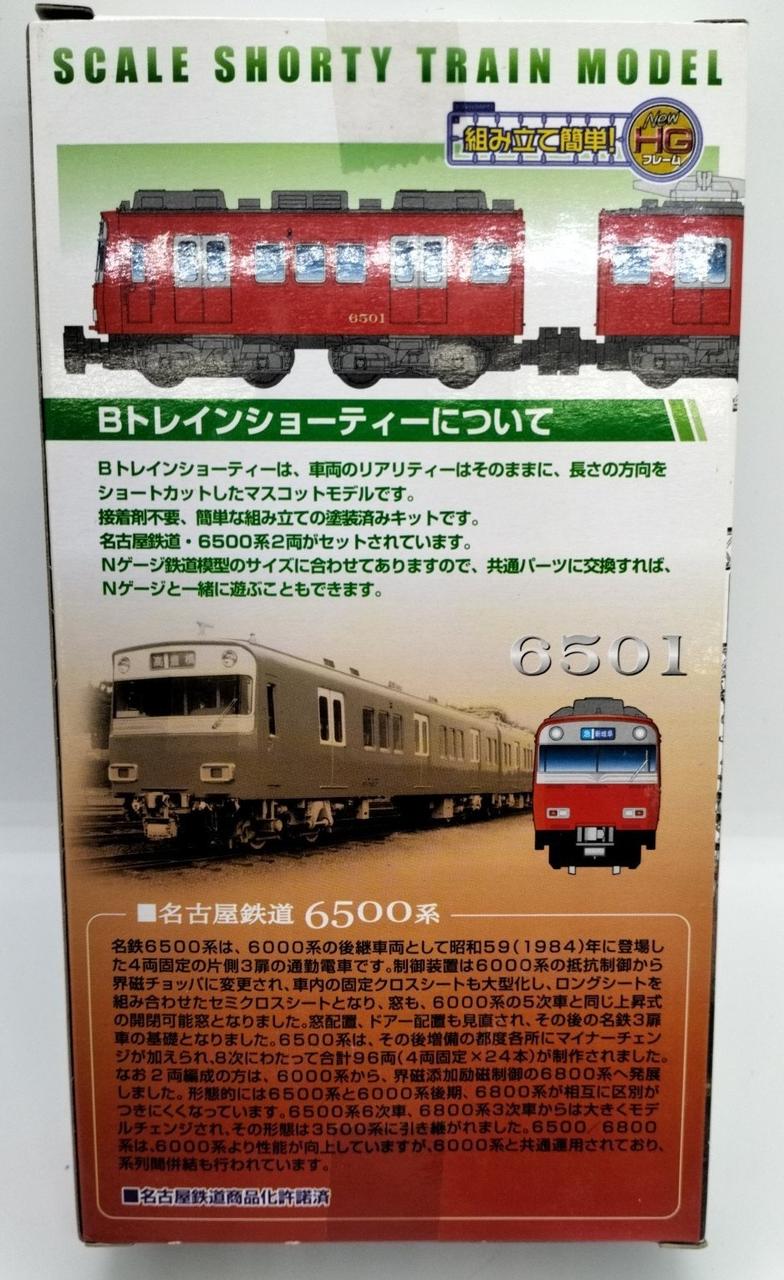 SCALE SHORTY TRAIN MODEL
組み立て簡単!
New
HG
フレーム
6501
Bトレインショーティーについて
Bトレインショーティーは、車両のリアリティーはそのままに、長さの方向を
ショートカットしたマスコットモデルです。
接着剤不要、簡単な組み立ての塗装済みキットです。
名古屋鉄道・6500系2両がセットされています。
Nゲージ鉄道模型のサイズに合わせてありますので、共通パーツに交換すれば、
Nゲージと一緒に遊ぶこともできます。
6501
急 新岐阜
■名古屋鉄道 6500系
名鉄6500系は、6000系の後継車両として昭和59(1984)年に登場し
た4両固定の片側3扉の通勤電車です。制御装置は6000系の抵抗制御から
界磁チョッパに変更され、車内の固定クロスシートも大型化し、ロングシートを
組み合わせたセミクロスシートとなり、窓も、6000系の5次車と同じ上昇式
の開閉可能窓となりました。窓配置、ドアー配置も見直され、その後の名鉄3扉
車の基礎となりました。6500系は、その後増備の都度各所にマイナーチェン
ジが加えられ、8次にわたって合計96両(4両固定×24本)が制作されました。
なお2両編成の方は、6000系から、界磁添加励磁制御の6800系へ発展
しました。形態的には6500系と6000系後期、6800系が相互に区別が
つきにくくなっています。6500系6次車、6800系3次車からは大きくモデ
ルチェンジされ、その形態は3500系に引き継がれました。6500/6800
系は、6000系より性能が向上していますが、6000系と共通運用されており、
系列間併結も行われています。
■名古屋鉄道商品化許諾済